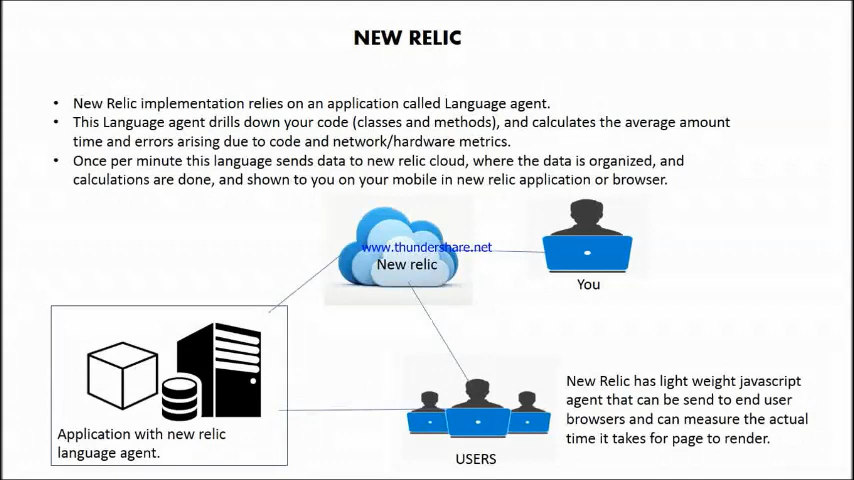 NEW RELIC
• New Relic implementation relies on an application called Language agent.
• This Language agent drills down your code (classes and methods), and calculates the average amount
time and errors arising due to code and network/hardware metrics.
• Once per minute this language sends data to new relic cloud, where the data is organized, and
calculations are done, and shown to you on your mobile in new relic application or browser.
www.thundershare.net
New relic
You
New Relic has light weight javascript
agent that can be send to end user
browsers and can measure the actual
time it takes for page to render.
Application with new relic
language agent.
USERS